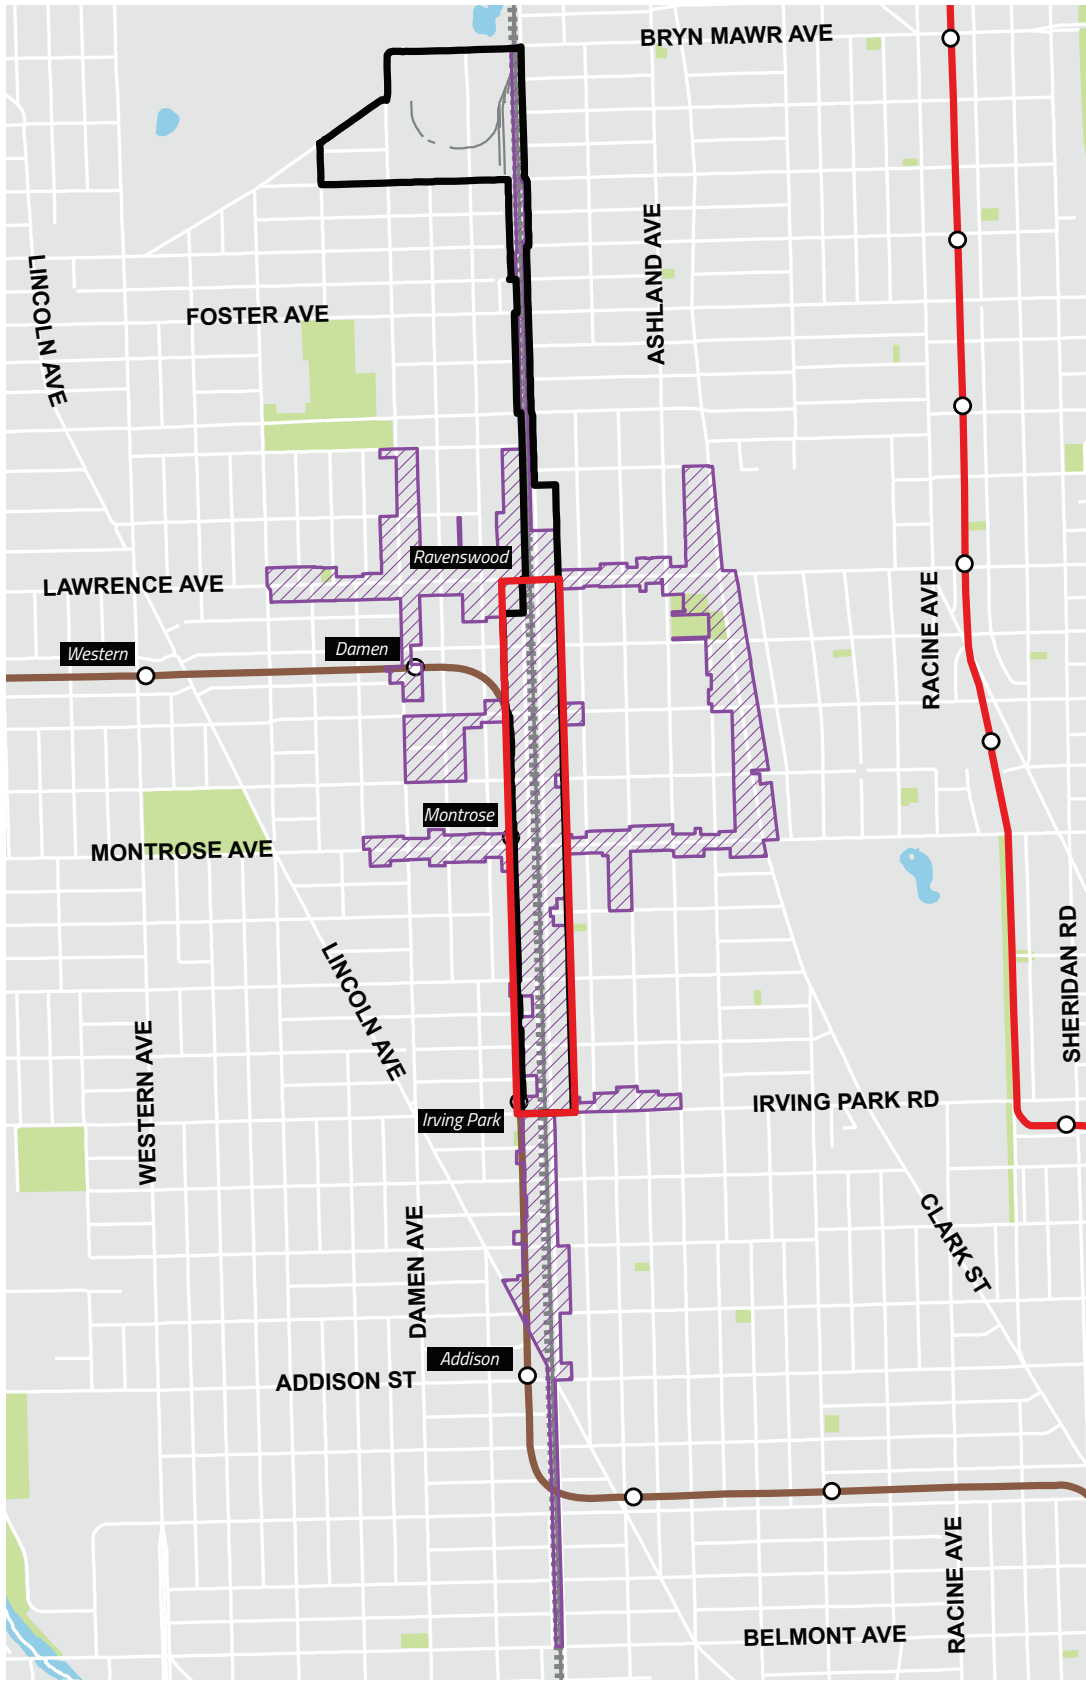 BRYN MAWR AVE
ASHLAND AVE
LINCOLN AVE
FOSTER AVE
Ravenswood
LAWRENCE AVE
RACINE AVE
Western
Damen
Montrose
MONTROSE AVE
SHERIDAN RD
LINCOLN AVE
WESTERN AVE
IRVING PARK RD
Irving Park
CLARK ST
DAMEN AVE
Addison
ADDISON ST
RACINE AVE
BELMONT AVE